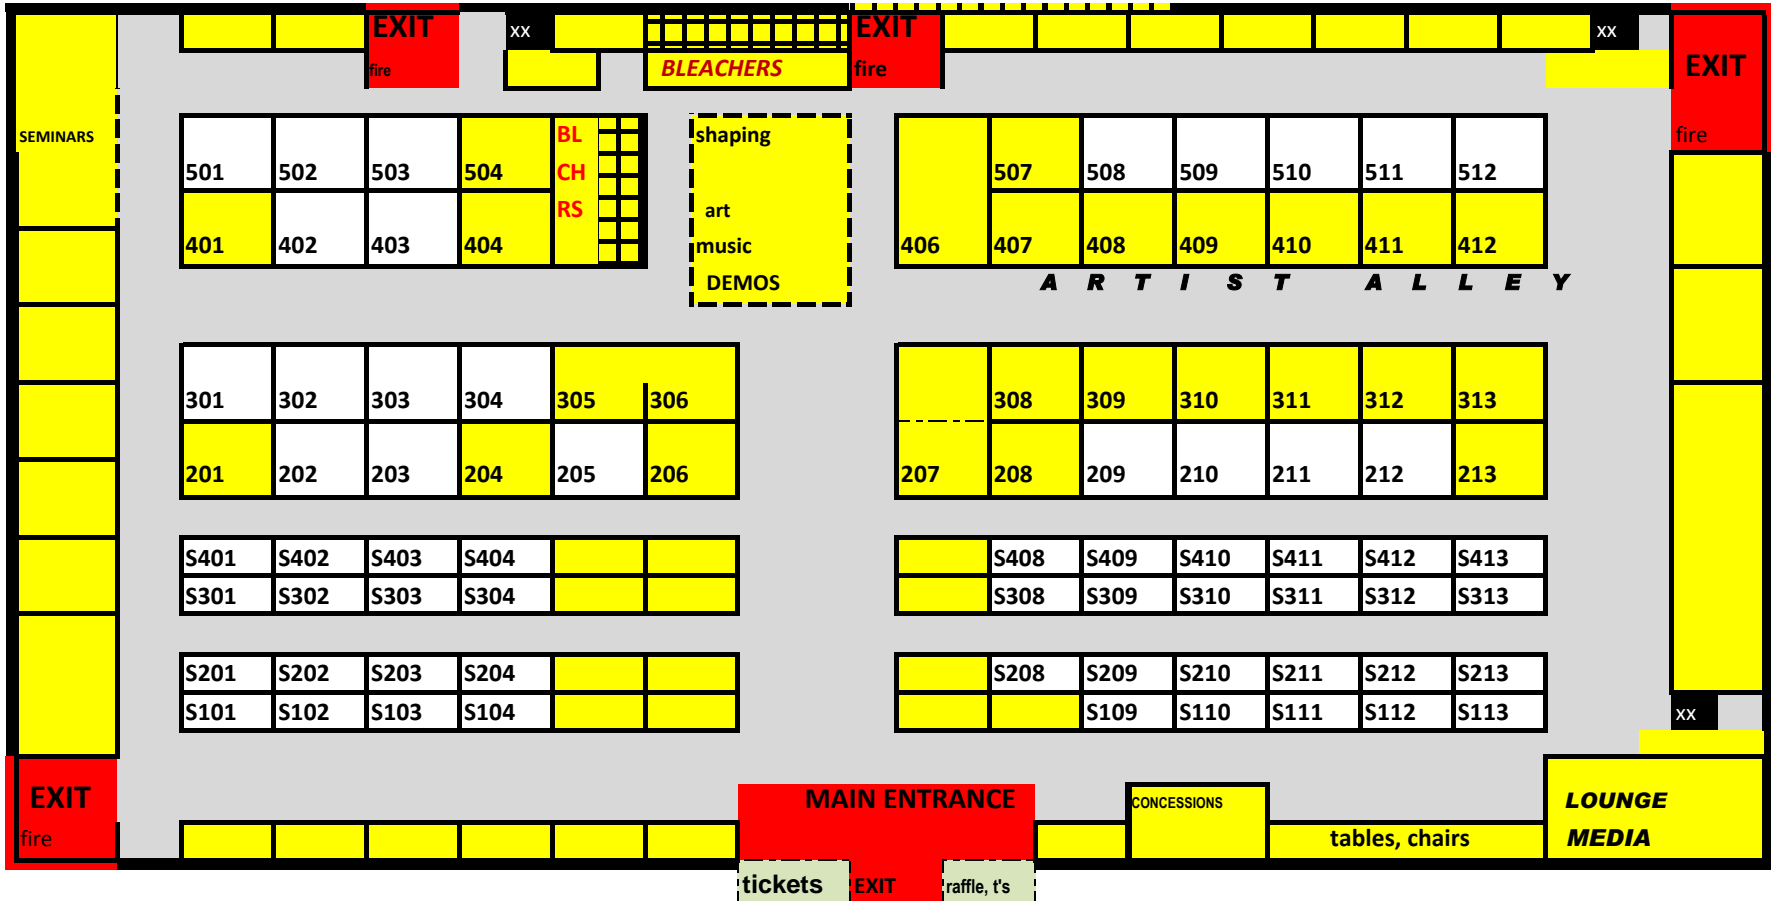 EXIT
xx
EXIT
xx
fire
BLEACHERS
fire
EXIT
SEMINARS
BL
shaping
fire
501 502 503 504 CH 507 508 509 510 511 512
RS
art
401 402 403 404
music
406 407 408 409 410 411 412
DEMOS
ARTIST ALLEY
301 302 303 304 305 306 308 309 310 311 312 313
201 202 203 204 205 206 207 208 209 210 211 212 213
S401 S402 S403 S404 S408 S409 S410 S411 S412 S413
S301 S302 S303 S304 S308 S309 S310 S311 S312 S313
S201 S202 S203 S204 S208 S209 S210 S211 S212 S213
S101 S102 S103 S104 S109 S110 S111 S112 S113
xx
EXIT
MAIN ENTRANCE
CONCESSIONS
LOUNGE
fire
tables, chairs
MEDIA
tickets
EXIT
raffle, t's